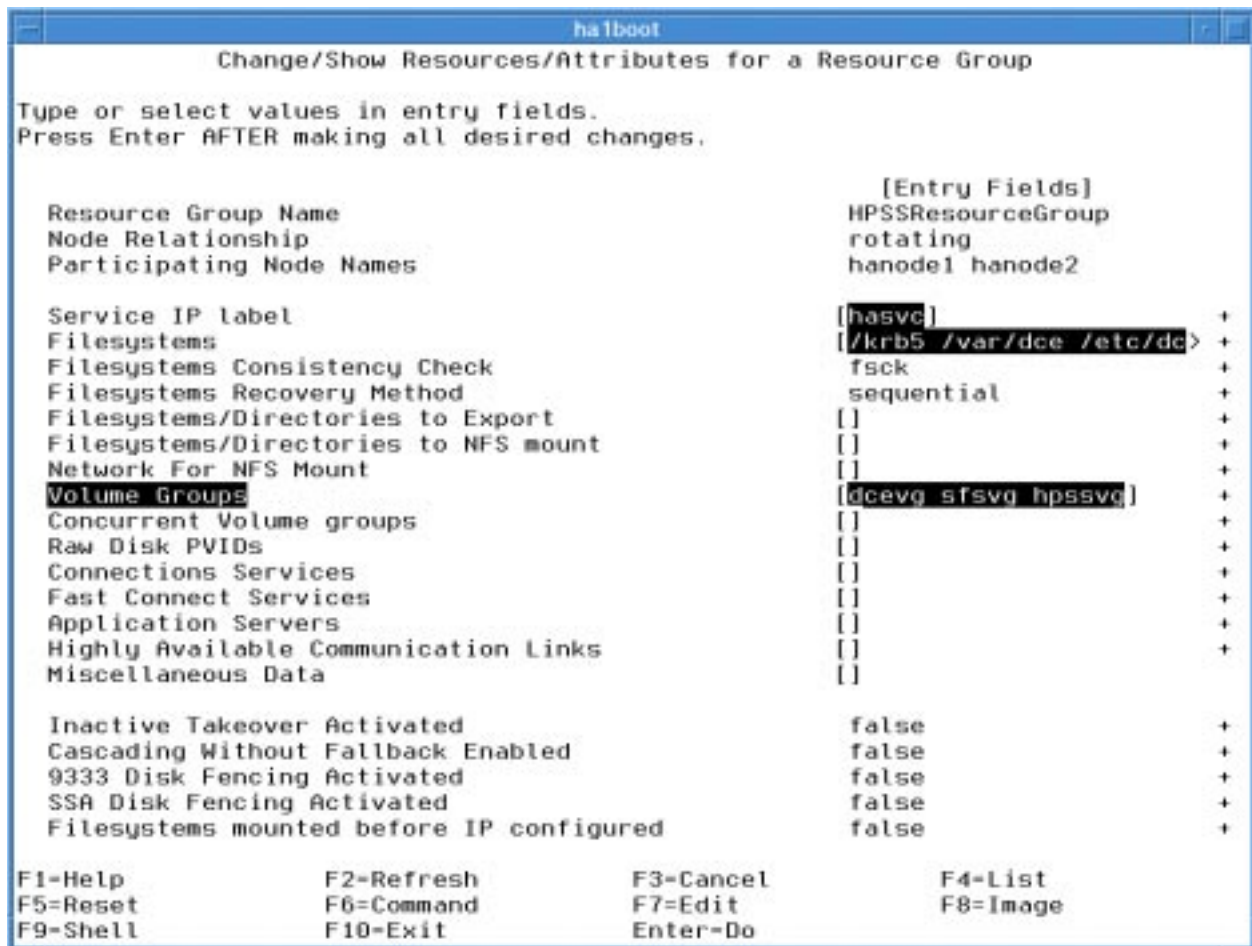 ha1boot
Change/Show Resources/Attributes for a Resource Group
Type or select values in entry fields.
Press Enter AFTER making all desired changes.
[Entry Fields]
Resource Group Name HPSSResourceGroup
Node Relationship rotating
Participating Node Names hanode1 hanode2
Service IP label [hasvc] +
Filesystems [/krb5 /var/dce /etc/dc> +
Filesystems Consistency Check fsck +
Filesystems Recovery Method sequential +
Filesystems/Directories to Export [] +
Filesystems/Directories to NFS mount [] +
Network For NFS Mount [] +
Volume Groups [dcevg sfsvg hpssvg] +
Concurrent Volume groups [] +
Raw Disk PVIDs [] +
Connections Services [] +
Fast Connect Services [] +
Application Servers [] +
Highly Available Communication Links [] +
Miscellaneous Data []
Inactive Takeover Activated false +
Cascading Without Fallback Enabled false +
9333 Disk Fencing Activated false +
SSA Disk Fencing Activated false +
Filesystems mounted before IP configured false +
F1=Help F2=Refresh F3=Cancel F4=List
F5=Reset F6=Command F7=Edit F8=Image
F9=Shell F10=Exit Enter=Do